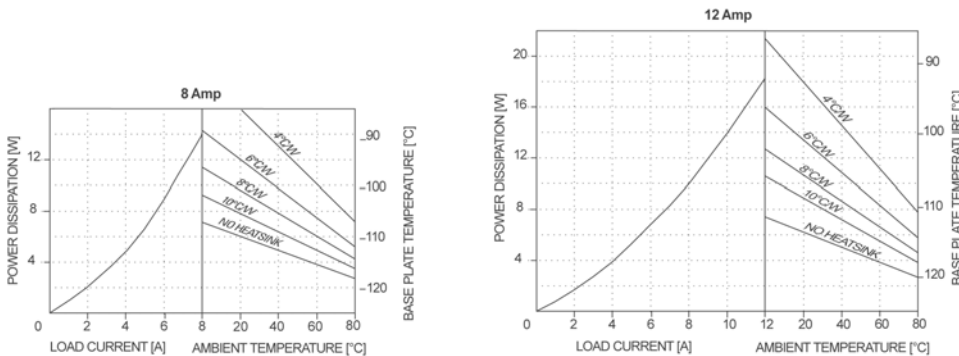 8 Amp
POWER DISSIPATION [W]
12
8
4
0
2
4
6
8
20
40
60
80
LOAD CURRENT [A]
AMBIENT TEMPERATURE [°C]
4°C/W
6°C/W
8°C/W
10°C/W
NO HEATSINK
90
100
110
120
BASE PLATE TEMPERATURE [°C]
12 Amp
POWER DISSIPATION [W]
20
16
12
8
4
0
2
4
6
8
10
12
20
40
60
80
LOAD CURRENT [A]
AMBIENT TEMPERATURE [°C]
4°C/W
6°C/W
8°C/W
10°C/W
NO HEATSINK
90
100
110
120
BASE PLATE TEMPERATURE [°C]